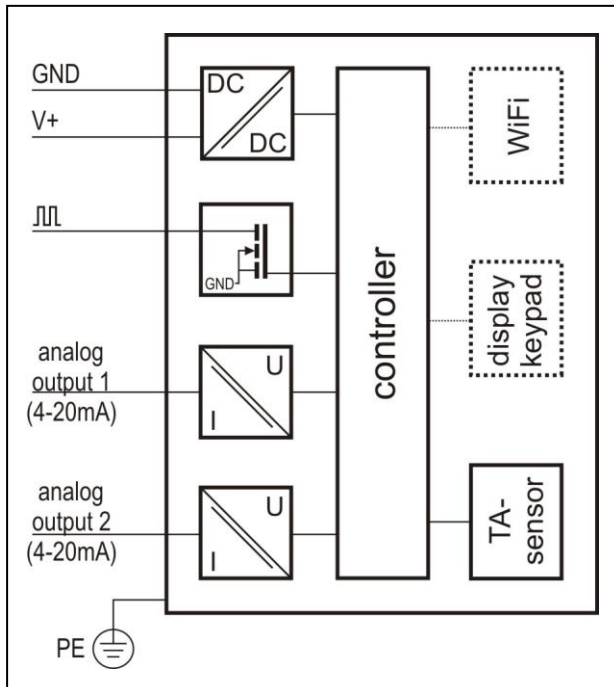 GND
V+
DC
DC
GND
analog
output 1
(4-20mA)
U
I
analog
output 2
(4-20mA)
U
I
PE
controller
WiFi
display
keypad
TA-
sensor